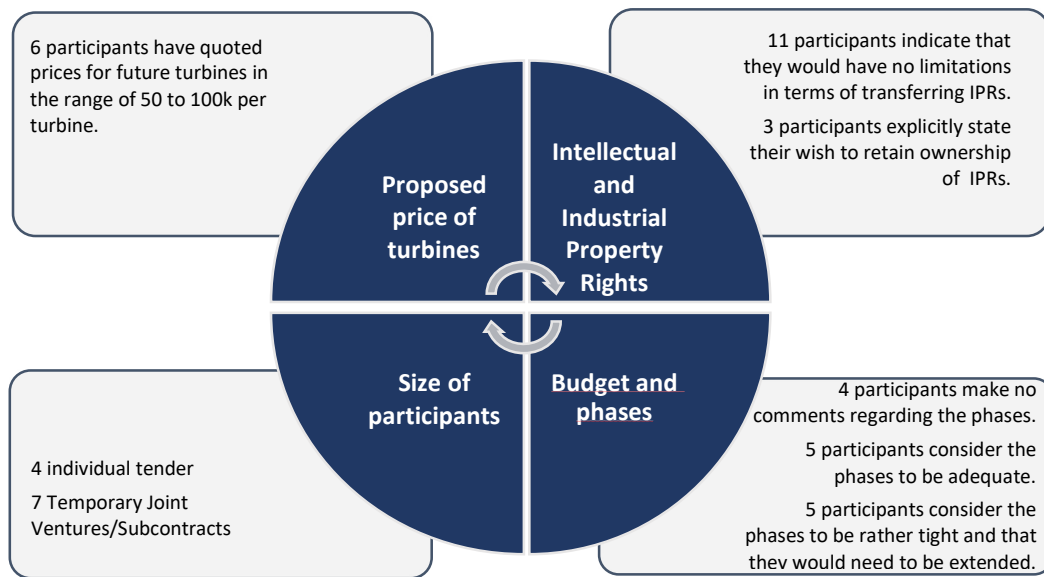 6 participants have quoted
prices for future turbines in
the range of 50 to 100k per
turbine.
11 participants indicate that
they would have no limitations
in terms of transferring IPRs.
3 participants explicitly state
their wish to retain ownership
of IPRs.
Proposed
price of
turbines
Intellectual
and
Industrial
Property
Rights
Size of
participants
Budget and
phases
4 individual tender
7 Temporary Joint
Ventures/Subcontracts
4 participants make no
comments regarding the phases.
5 participants consider the
phases to be adequate.
5 participants consider the
phases to be rather tight and that
they would need to be extended.